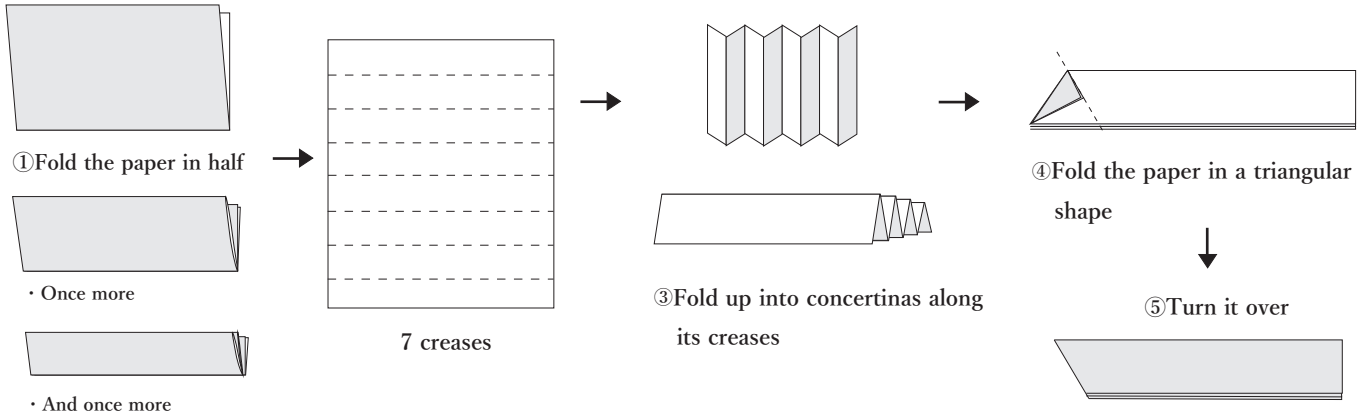 ①Fold the paper in half
・Once more
・And once more
7 creases
③Fold up into concertinas along
its creases
④Fold the paper in a triangular
shape
⑤Turn it over